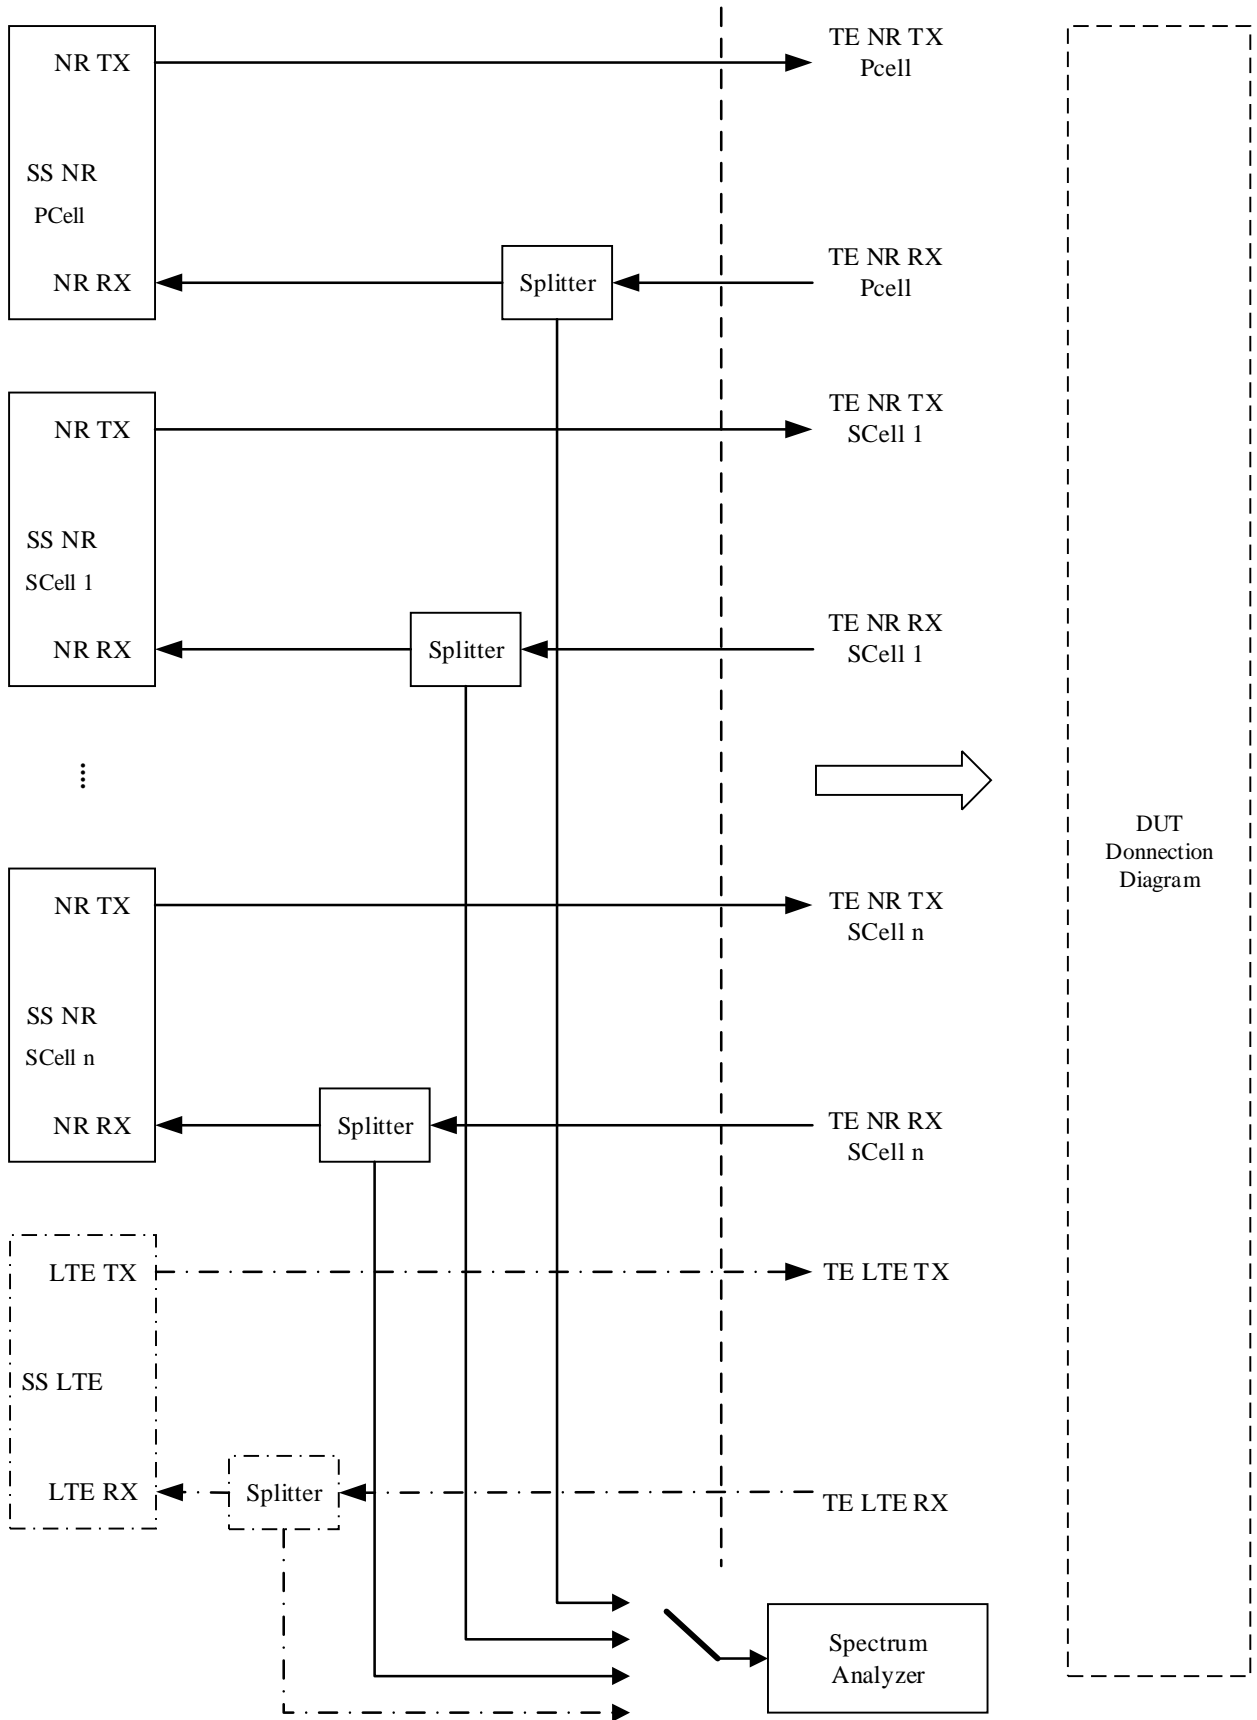 NR TX
SS NR
PCell
NR RX
Splitter
TE NR TX
Pcell
TE NR RX
Pcell
NR TX
SS NR
SCell 1
NR RX
Splitter
TE NR TX
SCell 1
TE NR RX
SCell 1
NR TX
SS NR
SCell n
NR RX
Splitter
TE NR TX
SCell n
TE NR RX
SCell n
LTE TX
SS LTE
LTE RX
Splitter
TE LTE TX
TE LTE RX
Spectrum
Analyzer
DUT
Donnection
Diagram